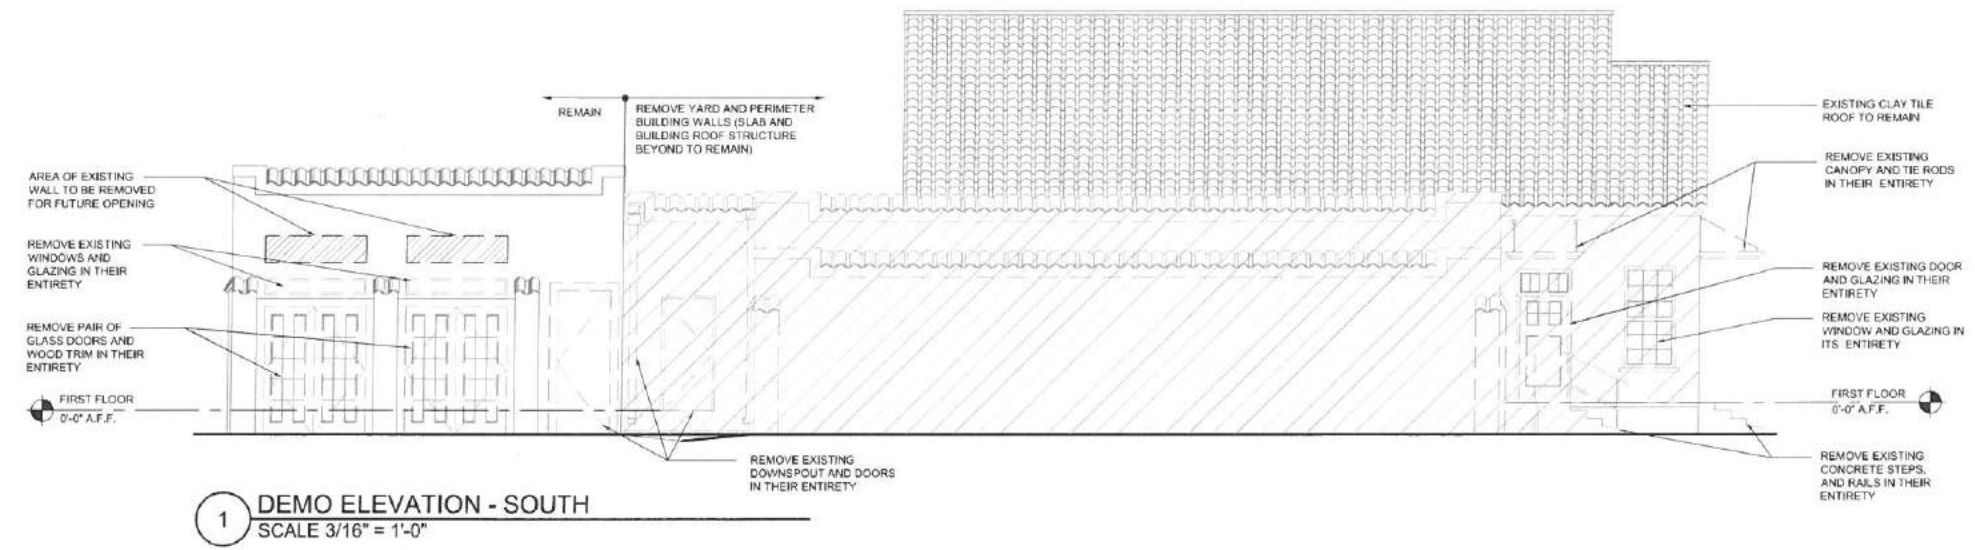 REMAIN
REMOVE YARD AND PERIMETER
BUILDING WALLS (SLAB AND
BUILDING ROOF STRUCTURE
BEYOND TO REMAIN)
EXISTING CLAY TILE
ROOF TO REMAIN
REMOVE EXISTING
CANOPY AND TIE RODS
IN THEIR ENTIRETY
AREA OF EXISTING
WALL TO BE REMOVED
FOR FUTURE OPENING
REMOVE EXISTING
WINDOWS AND
GLAZING IN THEIR
ENTIRETY
REMOVE PAIR OF
GLASS DOORS AND
WOOD TRIM IN THEIR
ENTIRETY
FIRST FLOOR
0'-0" A.F.F.
REMOVE EXISTING DOOR
AND GLAZING IN THEIR
ENTIRETY
REMOVE EXISTING
WINDOW AND GLAZING IN
ITS ENTIRETY
FIRST FLOOR
0'-0" A.F.F.
REMOVE EXISTING
DOWNSPOUT AND DOORS
IN THEIR ENTIRETY
REMOVE EXISTING
CONCRETE STEPS,
AND RAILS IN THEIR
ENTIRETY
1
DEMO ELEVATION - SOUTH
SCALE 3/16" = 1'-0"